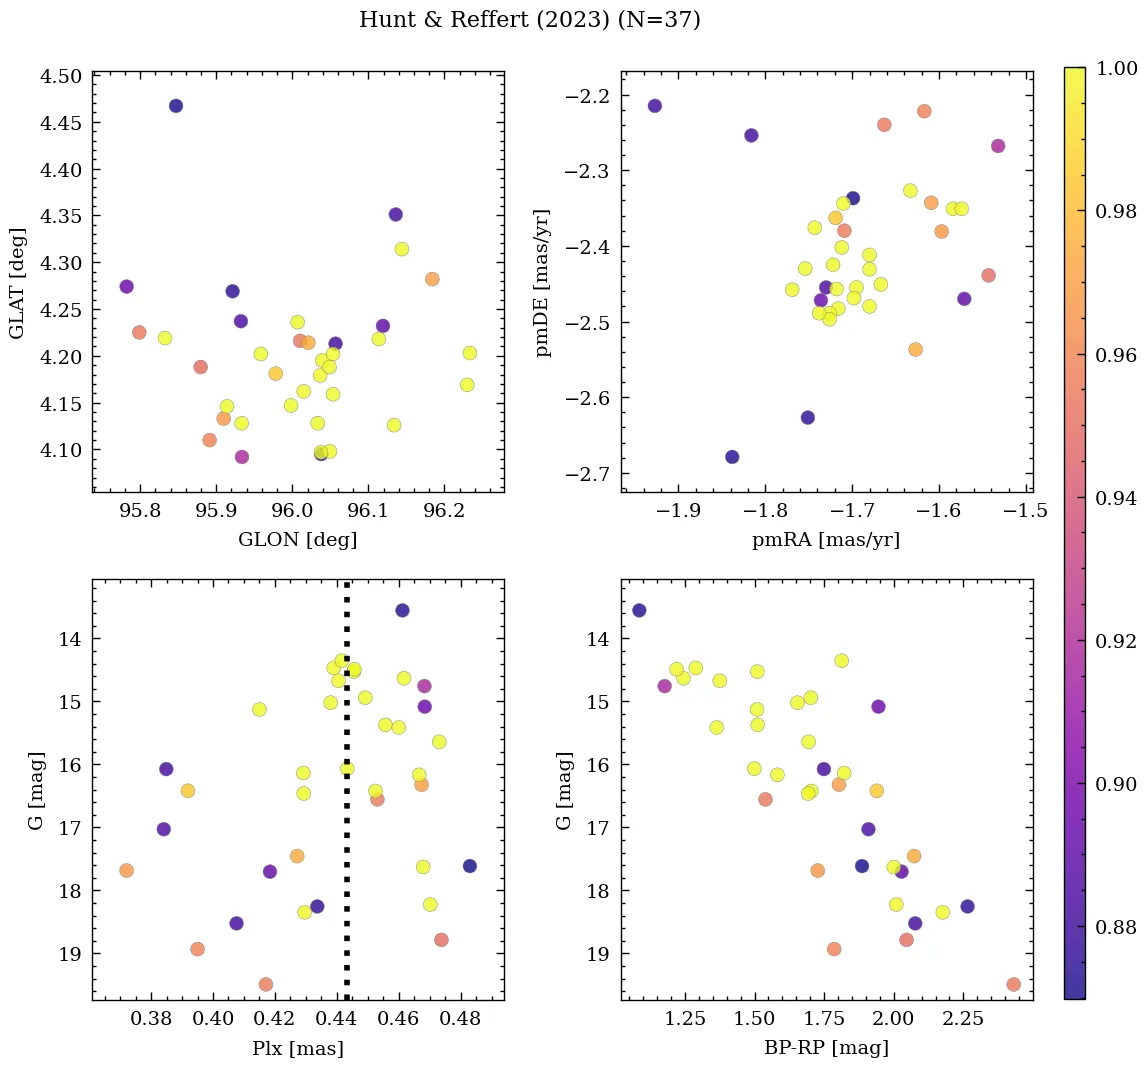 Hunt & Reffert (2023) (N=37)
4.50
4.45
4.40
4.35
4.30
4.25
4.20
4.15
4.10
GLAT [deg]
95.8 95.9 96.0 96.1 96.2
GLON [deg]
−2.2
−2.3
−2.4
−2.5
−2.6
−2.7
pmDE [mas/yr]
−1.9 −1.8 −1.7 −1.6 −1.5
pmRA [mas/yr]
14
15
16
17
18
19
G [mag]
0.38 0.40 0.42 0.44 0.46 0.48
Plx [mas]
14
15
16
17
18
19
G [mag]
1.25 1.50 1.75 2.00 2.25
BP-RP [mag]
1.00
0.98
0.96
0.94
0.92
0.90
0.88